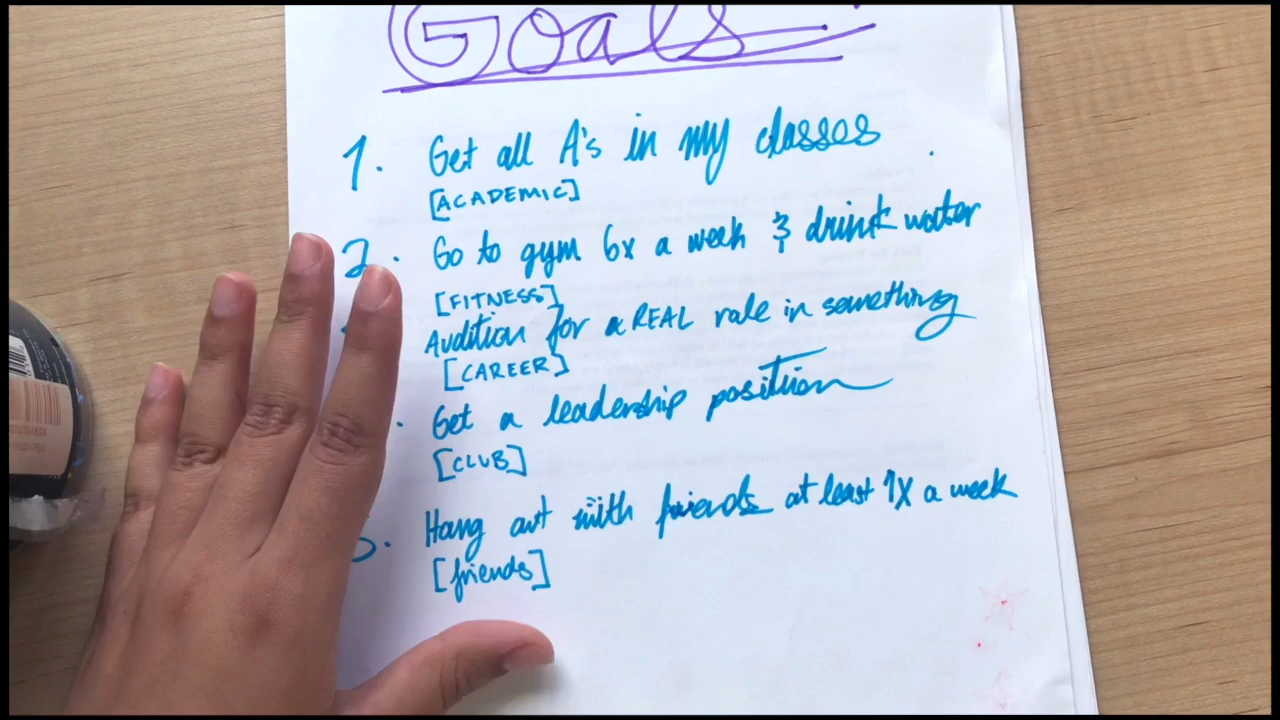 Goals
1. Get all A's in my classes
[ACADEMIC]
2. Go to gym 6x a week & drink water
[FITNESS]
Audition for a REAL role in something
[CAREER]
. Get a leadership position
[CLUB]
5. Hang out with friends at least 1X a week
[friends]